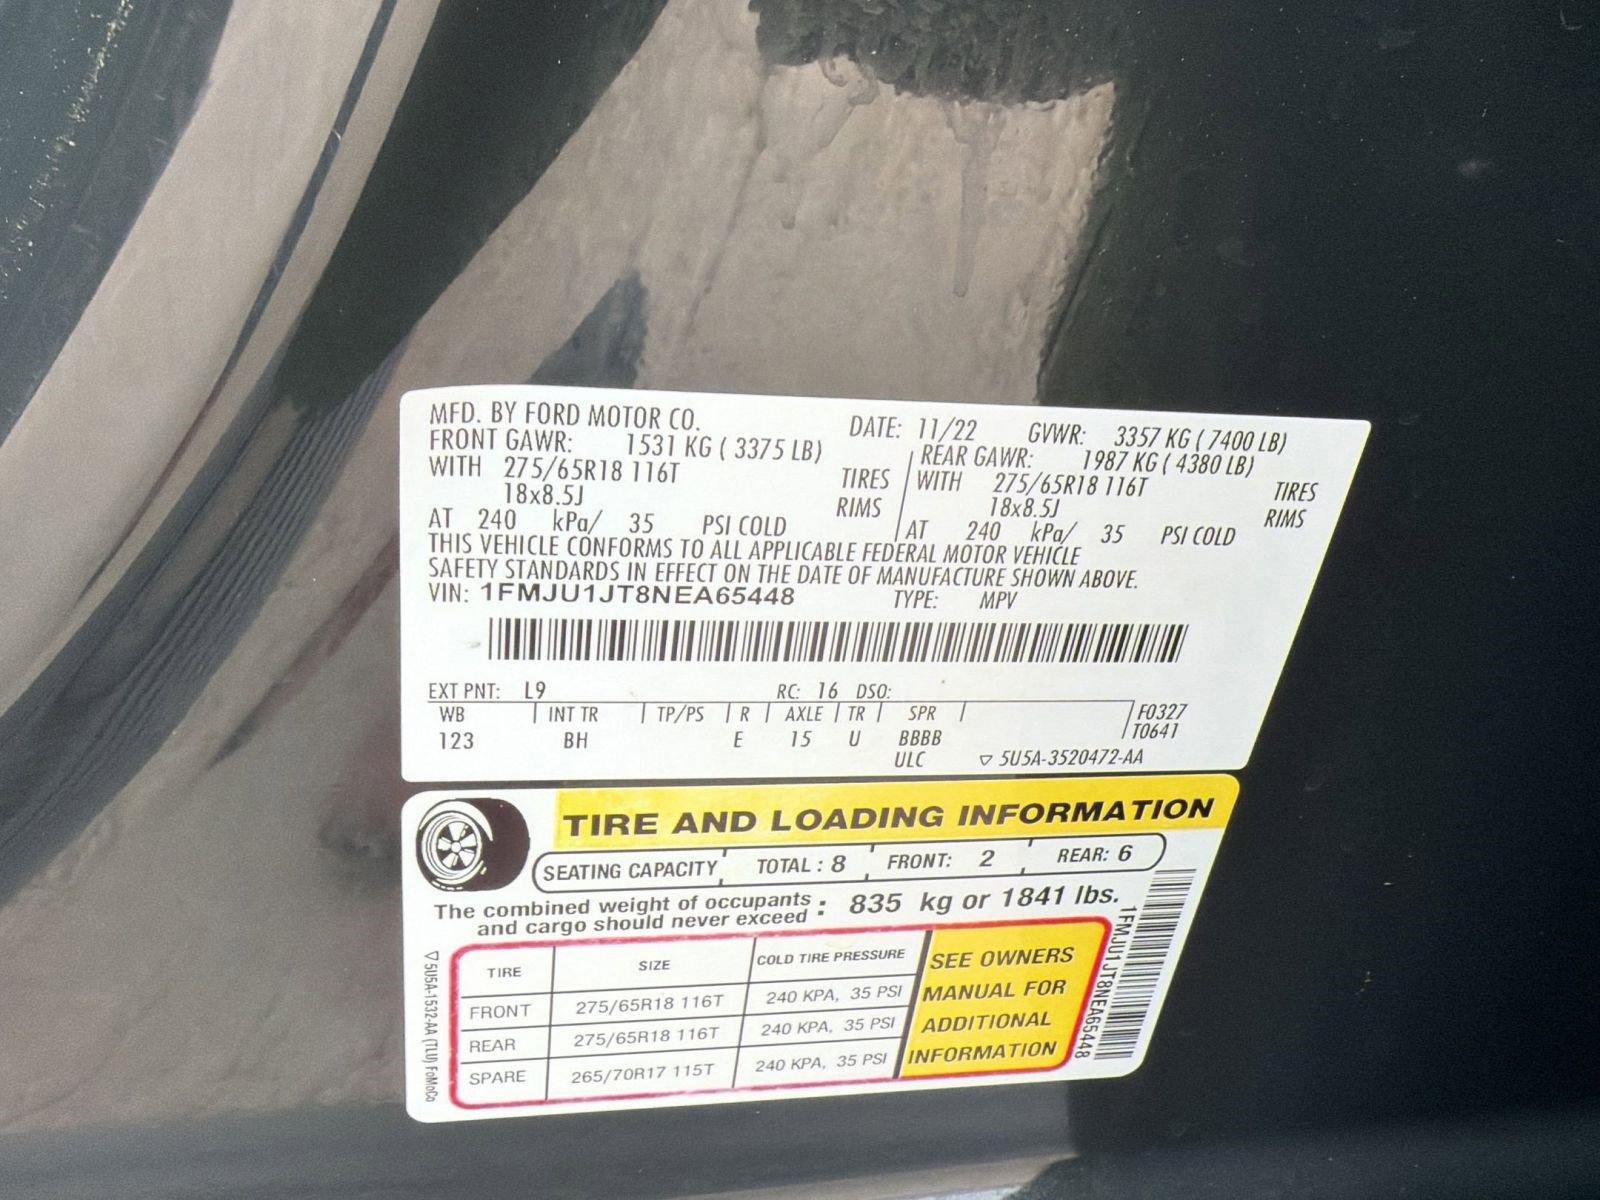 MFD. BY FORD MOTOR CO. DATE: 11/22 GVWR: 3357 KG ( 7400 LB)
FRONT GAWR: 1531 KG ( 3375 LB) REAR GAWR: 1987 KG ( 4380 LB)
WITH 275/65R18 116T TIRES WITH 275/65R18 116T TIRES
18x8.5J RIMS 18x8.5J RIMS
AT 240 kPa/ 35 PSI COLD AT 240 kPa/ 35 PSI COLD
THIS VEHICLE CONFORMS TO ALL APPLICABLE FEDERAL MOTOR VEHICLE
SAFETY STANDARDS IN EFFECT ON THE DATE OF MANUFACTURE SHOWN ABOVE.
VIN: 1FMJU1JT8NEA65448 TYPE: MPV
EXT PNT: L9 RC: 16 DSO:
WB INT TR TP/PS R AXLE TR SPR F0327
123 BH E 15 U BBBB T0641
ULC 5U5A-3520472-AA
TIRE AND LOADING INFORMATION
SEATING CAPACITY TOTAL : 8 FRONT: 2 REAR: 6
The combined weight of occupants
and cargo should never exceed : 835 kg or 1841 lbs.
TIRE SIZE COLD TIRE PRESSURE
FRONT 275/65R18 116T 240 KPA, 35 PSI
REAR 275/65R18 116T 240 KPA, 35 PSI
SPARE 265/70R17 115T 240 KPA, 35 PSI
SEE OWNERS
MANUAL FOR
ADDITIONAL
INFORMATION
1FMJU1JT8NEA65448
5U5A-1532-AA (TLU) FoMoCo